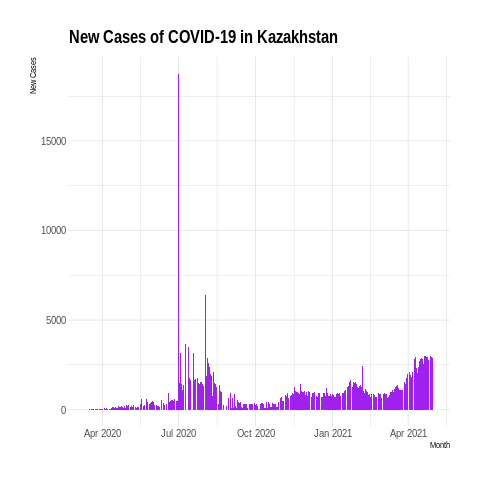 New Cases of COVID-19 in Kazakhstan
New Cases
15000
10000
5000
0
Apr 2020 Jul 2020 Oct 2020 Jan 2021 Apr 2021
Month